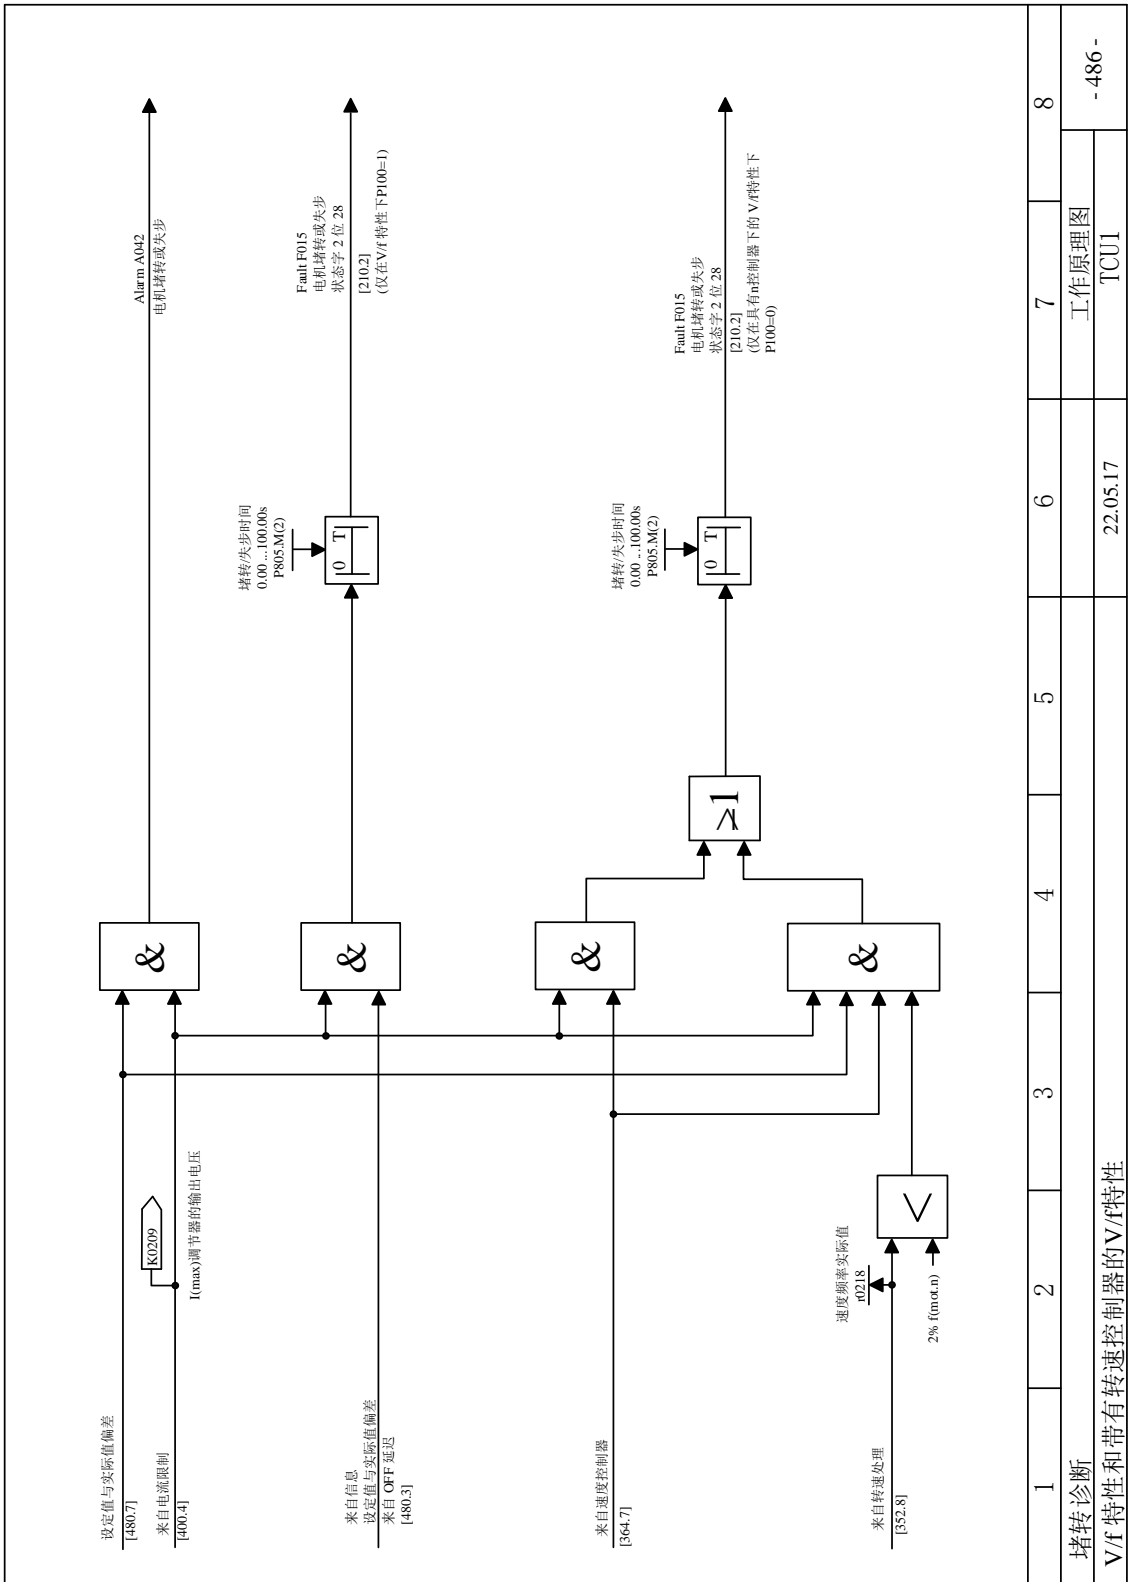 设定值与实际值偏差
[480.7]
来自电流限制
[400.4]
K0209
I(max)调节器的输出电压
&
Alarm A042
电机堵转或失步
来自信息
设定值与实际值偏差
来自 OFF 延迟
[480.3]
&
堵转/失步时间
0.00 ...100.00s
P805.M(2)
0 T
Fault F015
电机堵转或失步
状态字 2 位 28
[210.2]
(仅在V/f 特性下P100=1)
来自速度控制器
[364.7]
&
≥1
堵转/失步时间
0.00 ...100.00s
P805.M(2)
0 T
Fault F015
电机堵转或失步
状态字 2 位 28
[210.2]
(仅在具有n控制器下的 V/f特性下
P100=0)
来自转速处理
[352.8]
速度频率实际值
r0218
2% f(mot.n)
<
&
1 2 3 4 5 6 7 8
堵转诊断
工作原理图
- 486 -
V/f 特性和带有转速控制器的V/f特性
22.05.17
TCU1